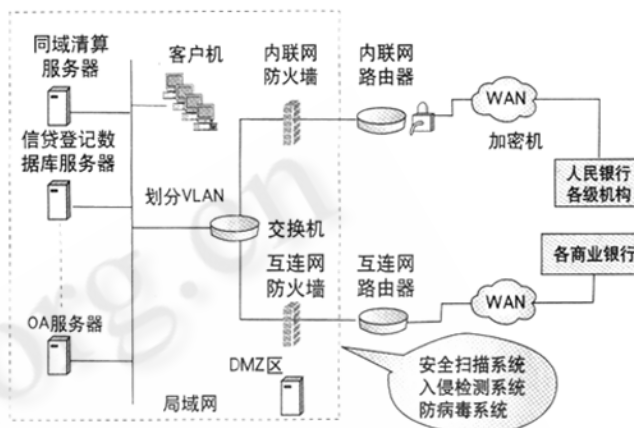 同域清算
服务器
客户机
内联网
防火墙
内联网
路由器
WAN
加密机
信贷登记数
据库服务器
人民银行
各级机构
划分VLAN
交换机
互连网
防火墙
互连网
路由器
各商业银行
WAN
OA服务器
DMZ区
局域网
安全扫描系统
入侵检测系统
防病毒系统
org.cn